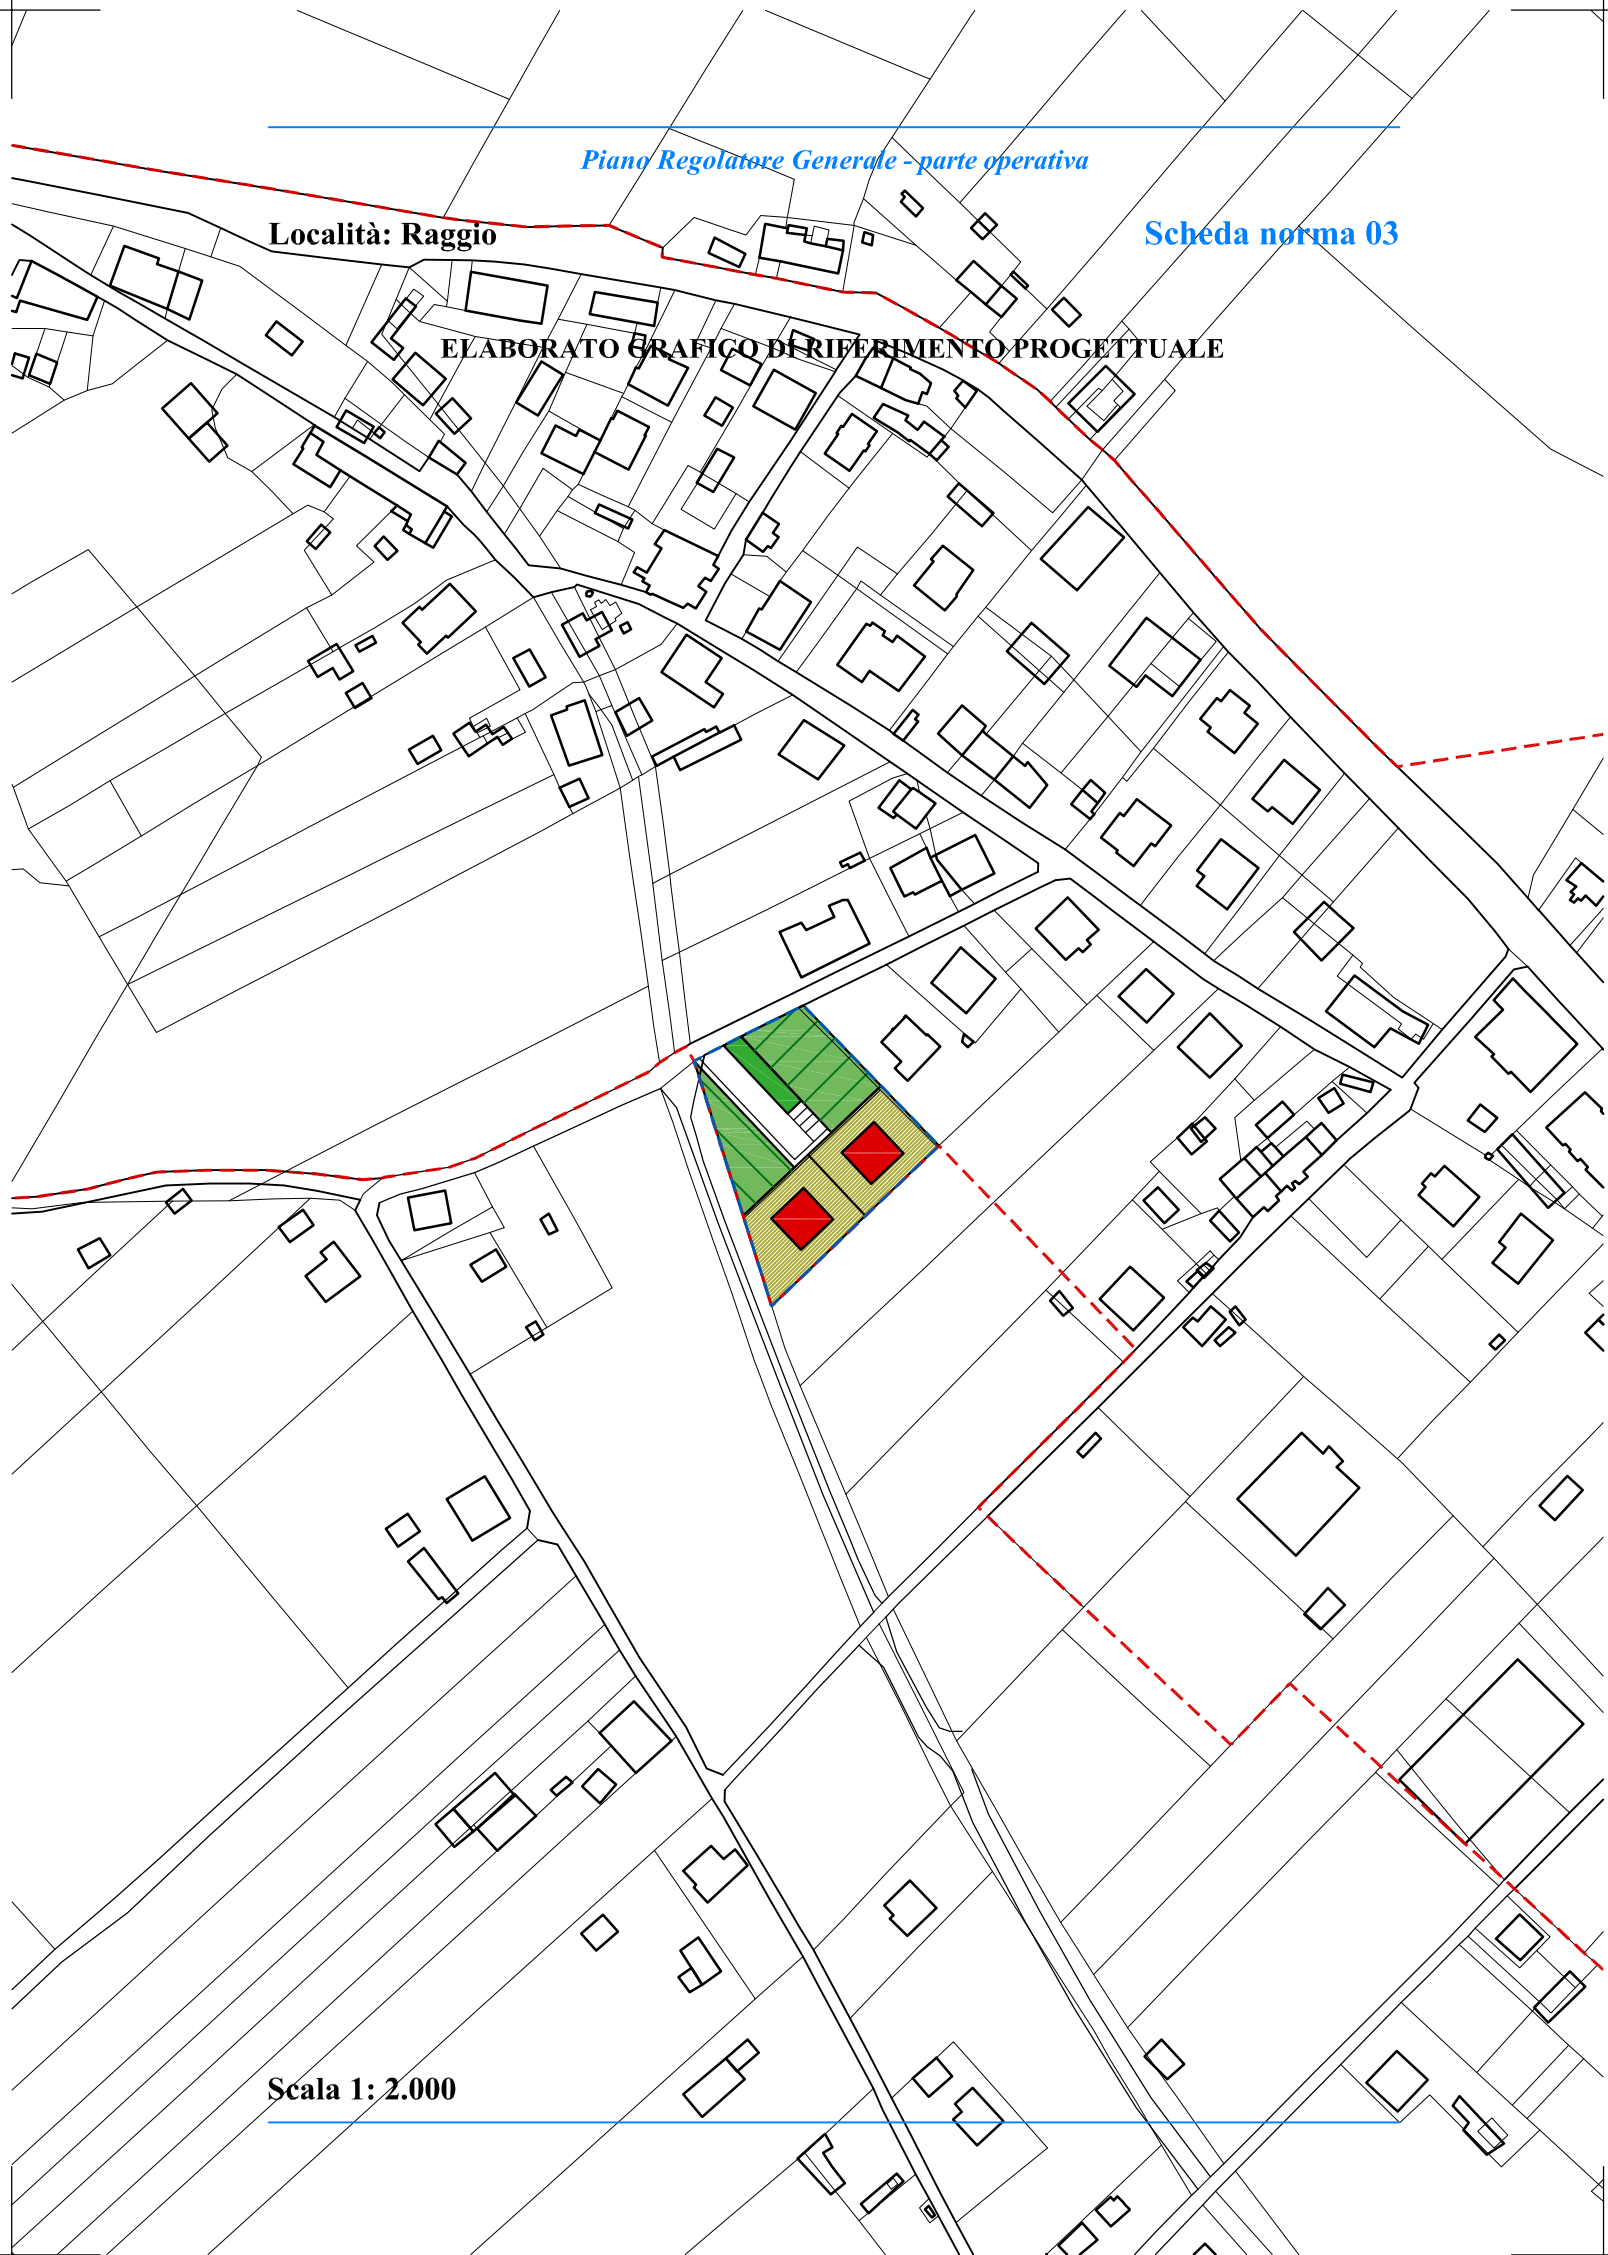 Piano Regolatore Generale - parte operativa
Località: Raggio
Scheda norma 03
ELABORATO GRAFICO DI RIFERIMENTO PROGETTUALE
Scala 1: 2.000